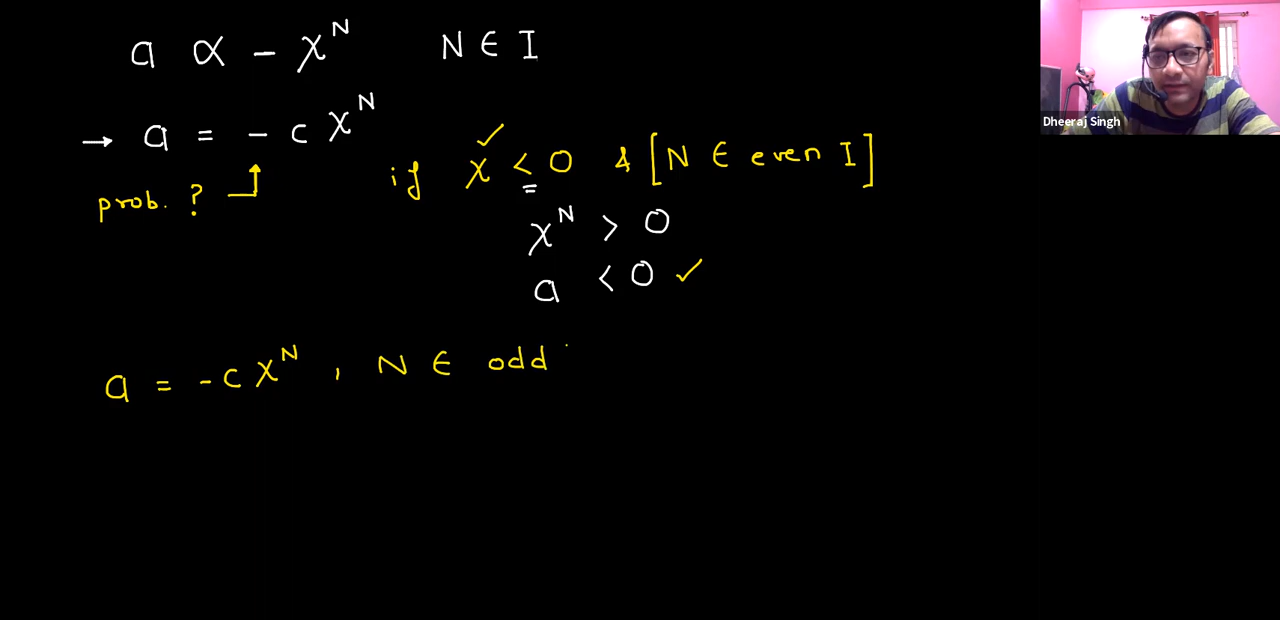 a α - x^N N ∈ I
→ a = - c x^N
prob. ? if x < 0 & [N ∈ even I]
x^N > 0
a < 0 ✓
a = - c x^N , N ∈ odd
Dheeraj Singh